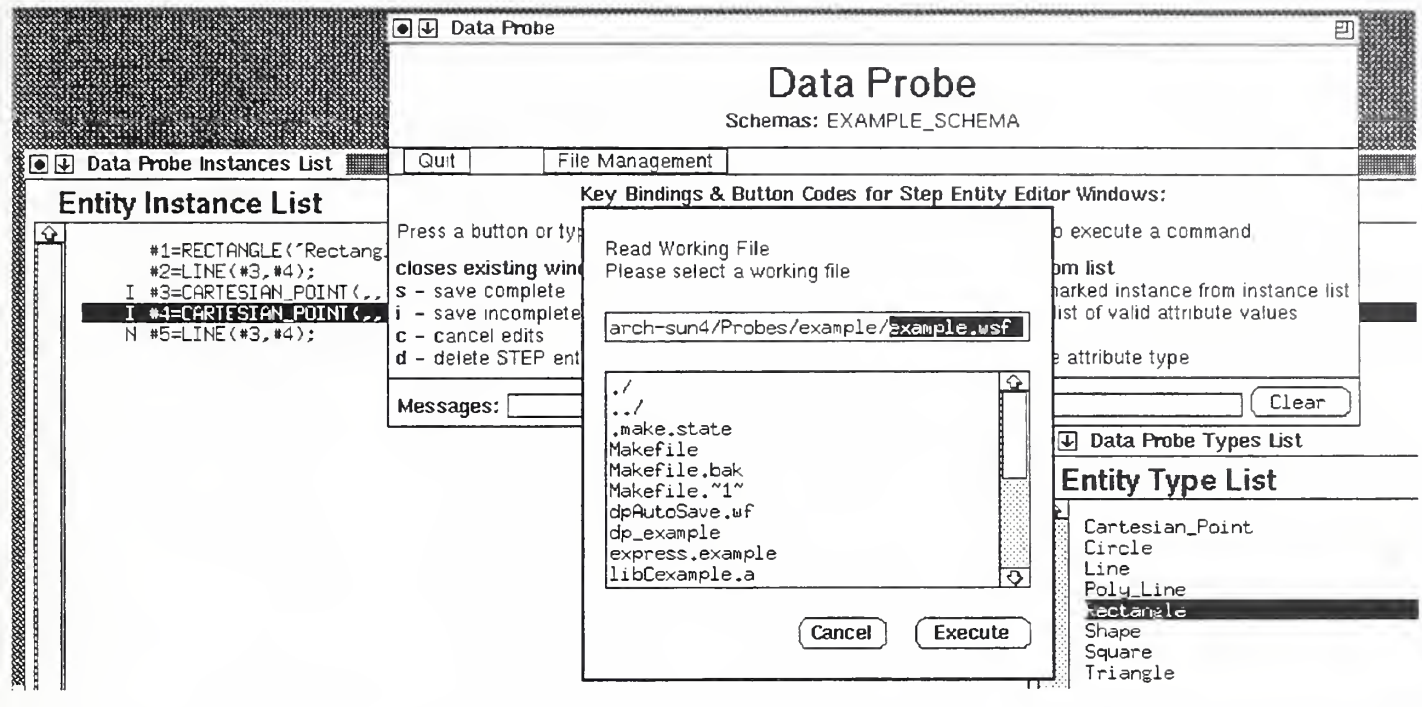 Data Probe
Data Probe
Schemas: EXAMPLE_SCHEMA
Quit
File Management
Key Bindings & Button Codes for Step Entity Editor Windows:
Press a button or
o execute a command
closes existing
om list
s - save complete
marked instance from instance list
i - save incomplete
list of valid attribute values
c - cancel edits
d - delete STEP ent
e attribute type
Messages:
Clear
Data Probe Instances List
Entity Instance List
#1=RECTANGLE('Rectang
#2=LINE(#3,#4);
I #3=CARTESIAN_POINT(,,
I #4=CARTESIAN_POINT(,,
N #5=LINE(#3,#4);
Read Working File
Please select a working file
arch-sun4/Probes/example/example.wsf
./
../
.make.state
Makefile
Makefile.bak
Makefile.~1~
dpAutoSave.wf
dp_example
express.example
libCexample.a
Cancel
Execute
Data Probe Types List
Entity Type List
Cartesian_Point
Circle
Line
Poly_Line
Rectangle
Shape
Square
Triangle